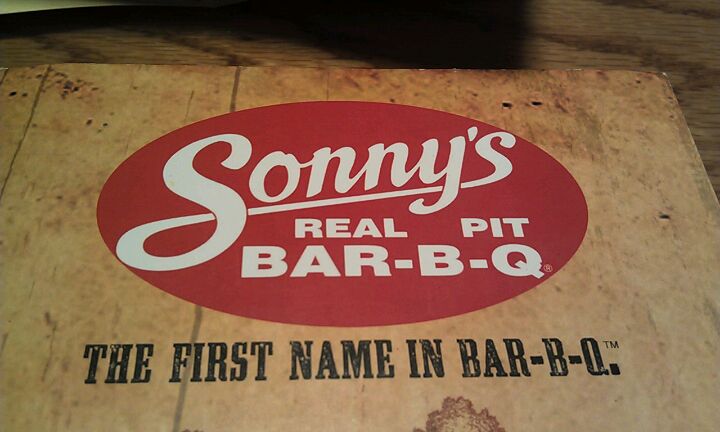 Sonny's
REAL PIT
BAR-B-Q®
THE FIRST NAME IN BAR-B-Q.™